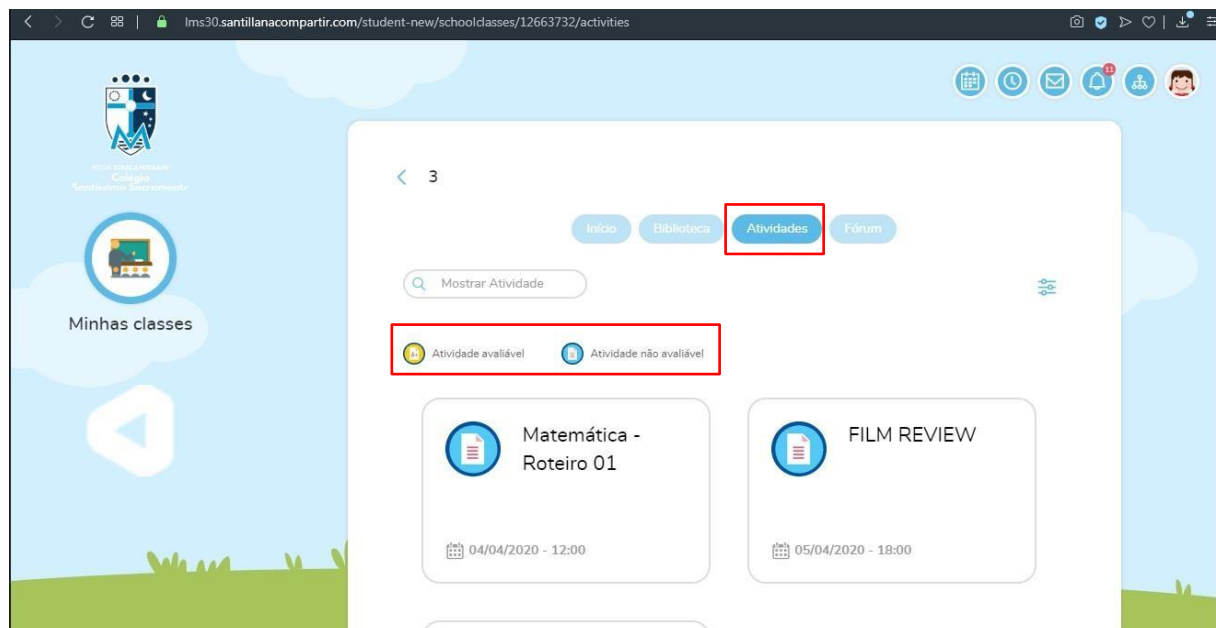 lms30.santillanacompartir.com/student-new/schoolclasses/12663732/activities
11
Colégio
Santíssimo Sacramento
Minhas classes
3
Início Biblioteca Atividades Fórum
Mostrar Atividade
Atividade avaliável Atividade não avaliável
Matemática -
Roteiro 01
04/04/2020 - 12:00
FILM REVIEW
05/04/2020 - 18:00